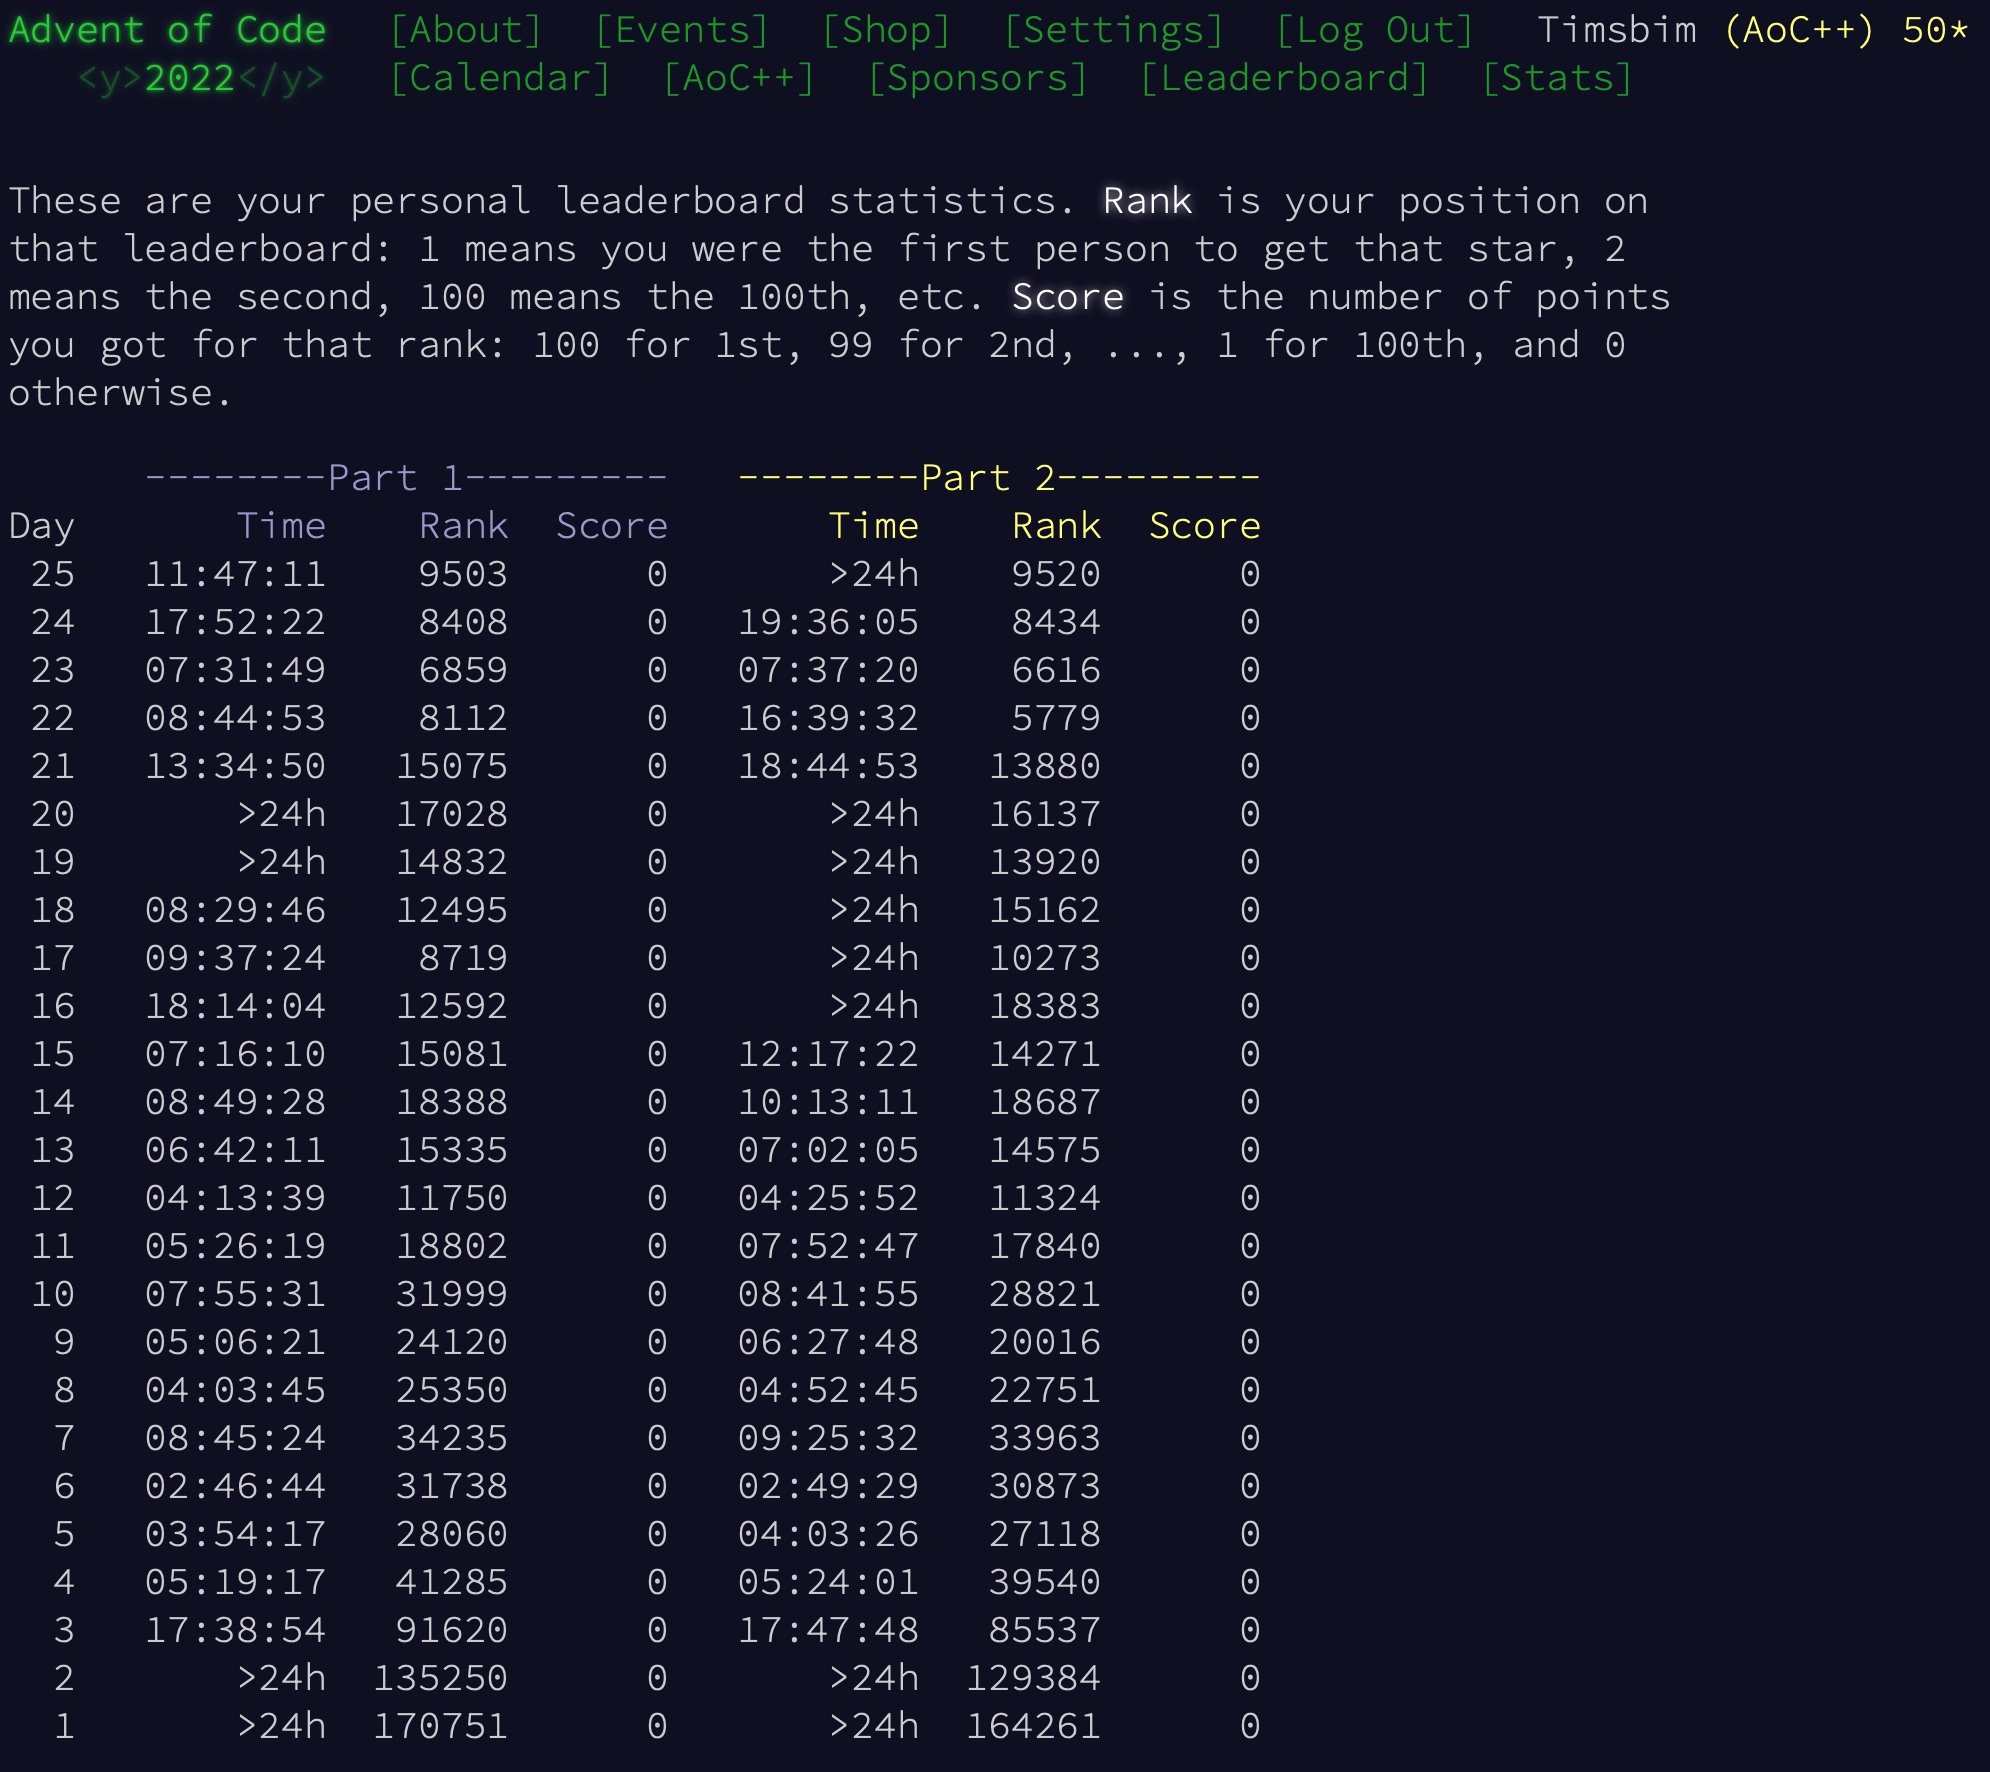 Advent of Code [About] [Events] [Shop] [Settings] [Log Out] Timsbim (AoC++) 50*
<y>2022</y> [Calendar] [AoC++] [Sponsors] [Leaderboard] [Stats]
These are your personal leaderboard statistics. Rank is your position on
that leaderboard: 1 means you were the first person to get that star, 2
means the second, 100 means the 100th, etc. Score is the number of points
you got for that rank: 100 for 1st, 99 for 2nd, ..., 1 for 100th, and 0
otherwise.
--------Part 1--------- --------Part 2---------
Day Time Rank Score Time Rank Score
25 11:47:11 9503 0 >24h 9520 0
24 17:52:22 8408 0 19:36:05 8434 0
23 07:31:49 6859 0 07:37:20 6616 0
22 08:44:53 8112 0 16:39:32 5779 0
21 13:34:50 15075 0 18:44:53 13880 0
20 >24h 17028 0 >24h 16137 0
19 >24h 14832 0 >24h 13920 0
18 08:29:46 12495 0 >24h 15162 0
17 09:37:24 8719 0 >24h 10273 0
16 18:14:04 12592 0 >24h 18383 0
15 07:16:10 15081 0 12:17:22 14271 0
14 08:49:28 18388 0 10:13:11 18687 0
13 06:42:11 15335 0 07:02:05 14575 0
12 04:13:39 11750 0 04:25:52 11324 0
11 05:26:19 18802 0 07:52:47 17840 0
10 07:55:31 31999 0 08:41:55 28821 0
9 05:06:21 24120 0 06:27:48 20016 0
8 04:03:45 25350 0 04:52:45 22751 0
7 08:45:24 34235 0 09:25:32 33963 0
6 02:46:44 31738 0 02:49:29 30873 0
5 03:54:17 28060 0 04:03:26 27118 0
4 05:19:17 41285 0 05:24:01 39540 0
3 17:38:54 91620 0 17:47:48 85537 0
2 >24h 135250 0 >24h 129384 0
1 >24h 170751 0 >24h 164261 0